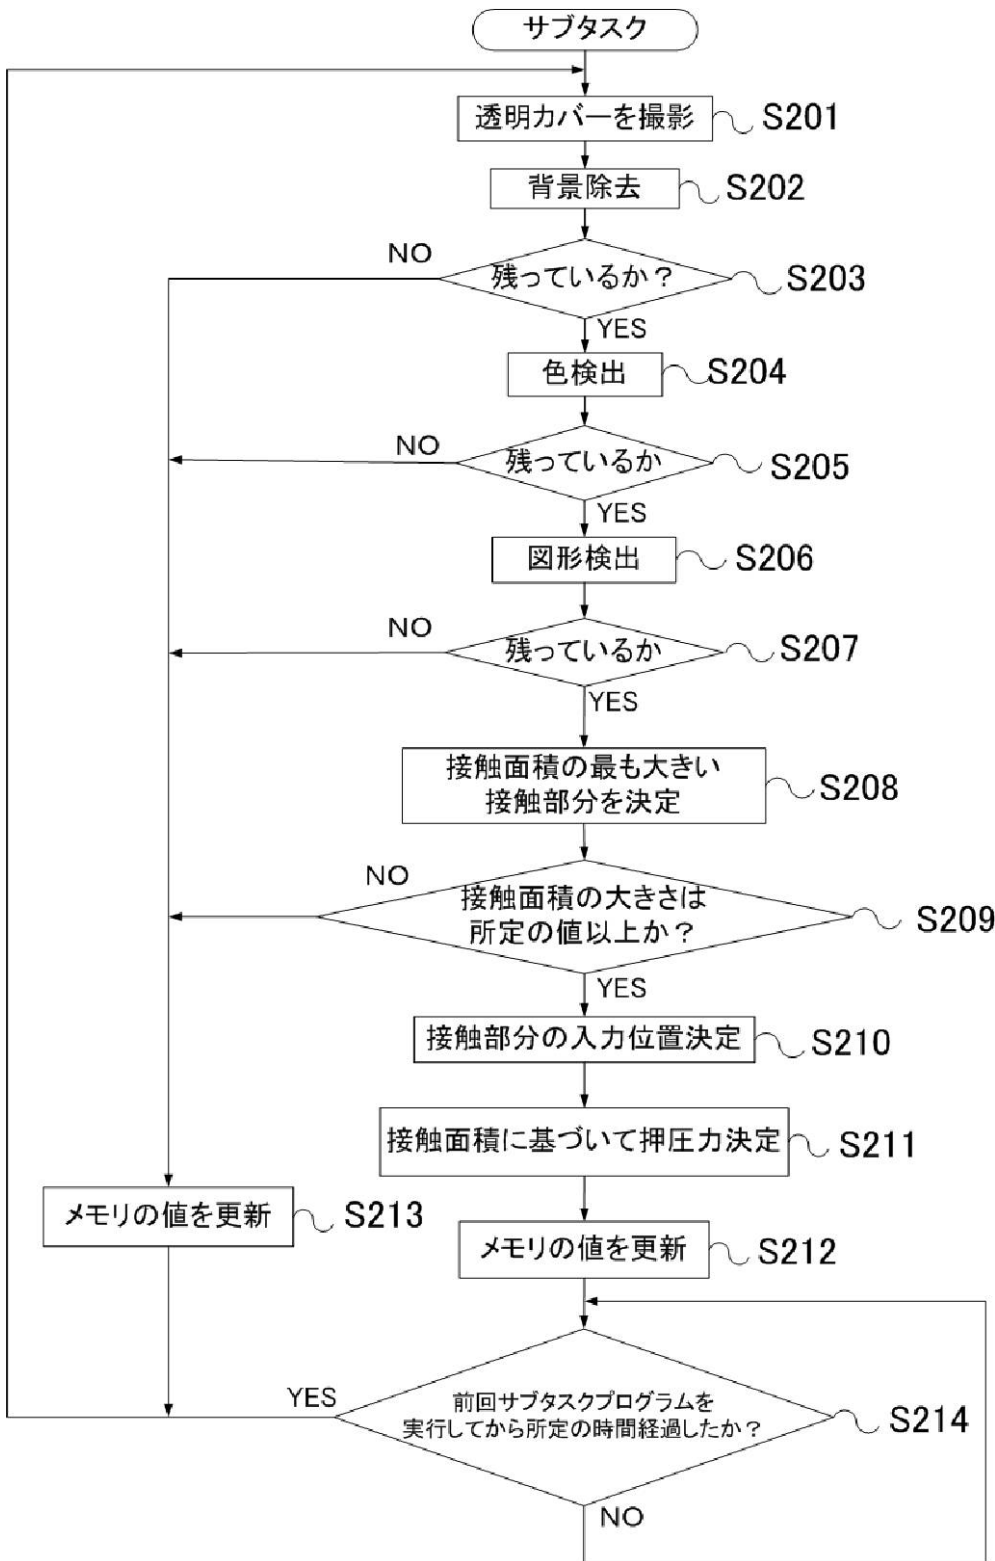 サブタスク
透明カバーを撮影
S201
背景除去
S202
NO
残っているか？
S203
YES
色検出
S204
NO
残っているか
S205
YES
図形検出
S206
NO
残っているか
S207
YES
接触面積の最も大きい
接触部分を決定
S208
NO
接触面積の大きさは
所定の値以上か？
S209
YES
接触部分の入力位置決定
S210
接触面積に基づいて押圧力決定
S211
メモリの値を更新
S213
メモリの値を更新
S212
YES
前回サブタスクプログラムを
実行してから所定の時間経過したか？
S214
NO